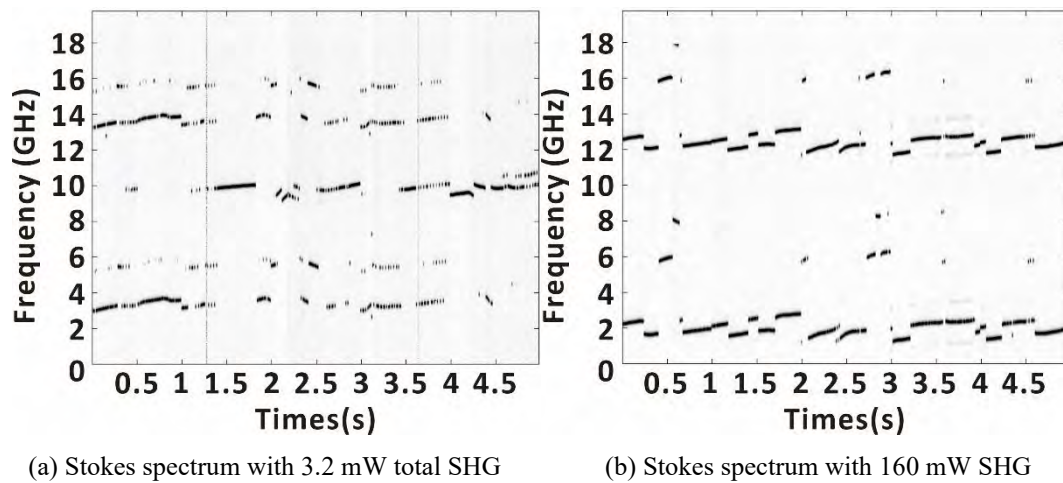 18
16
14
12
10
8
6
4
2
0
Frequency (GHz)
0.5 1 1.5 2 2.5 3 3.5 4 4.5
Times(s)
(a) Stokes spectrum with 3.2 mW total SHG
18
16
14
12
10
8
6
4
2
0
Frequency (GHz)
0.5 1 1.5 2 2.5 3 3.5 4 4.5
Times(s)
(b) Stokes spectrum with 160 mW SHG